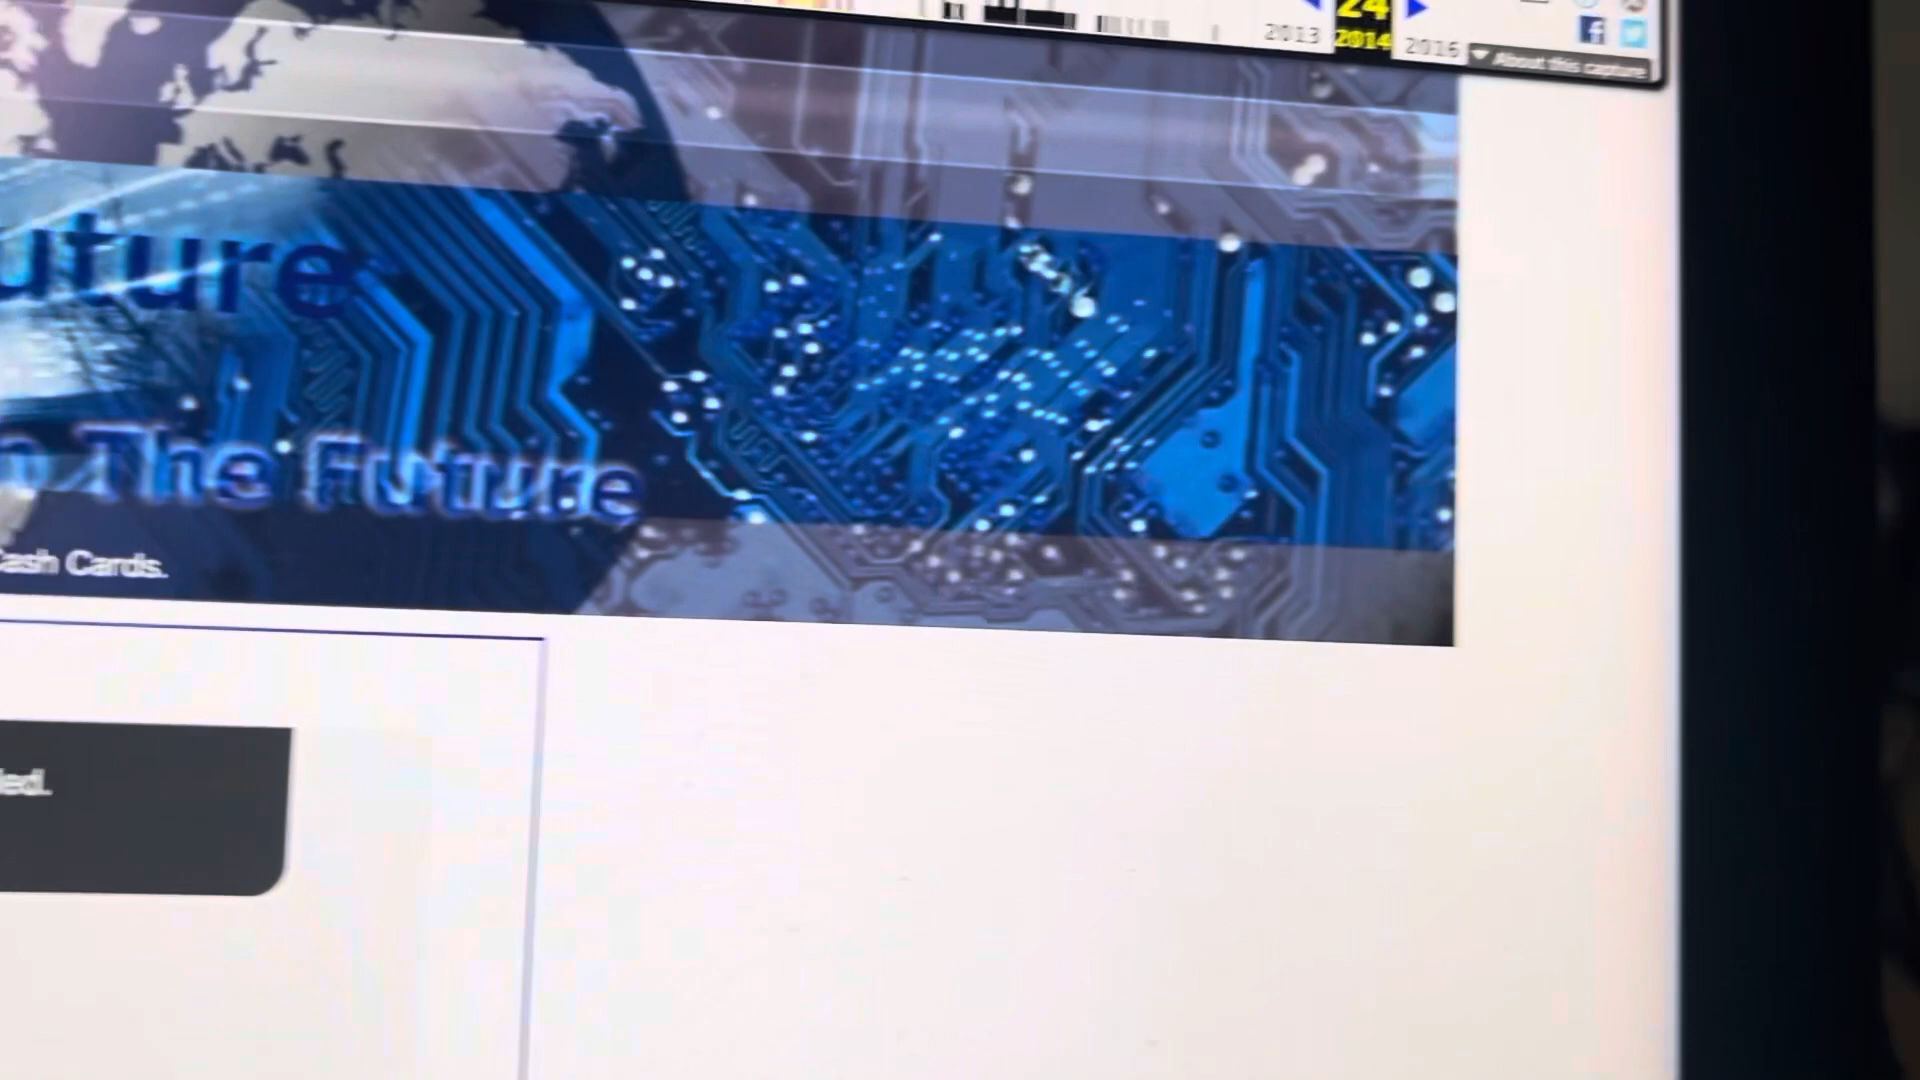 24
2013 2014 2016
About this capture
uture
n The Future
Cash Cards.
led.